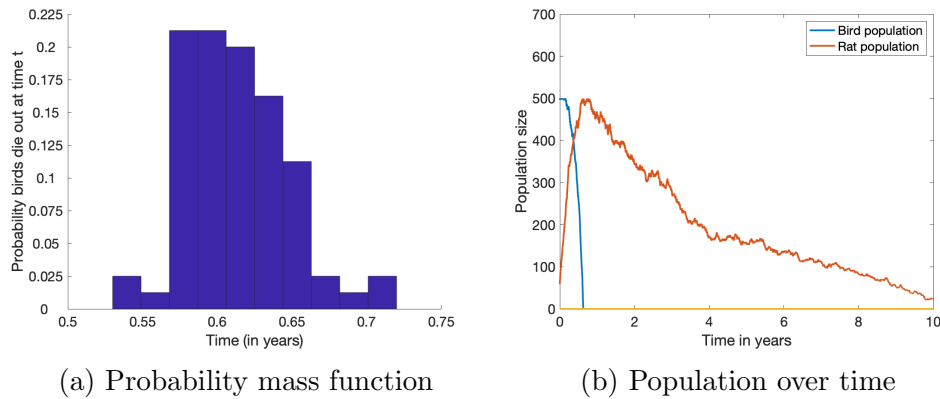 0.225
0.2
0.175
0.15
0.125
0.1
0.075
0.05
0.025
0
Probability birds die out at time t
0.5 0.55 0.6 0.65 0.7 0.75
Time (in years)
(a) Probability mass function
700
600
500
400
300
200
100
0
Population size
Bird population
Rat population
0 2 4 6 8 10
Time in years
(b) Population over time